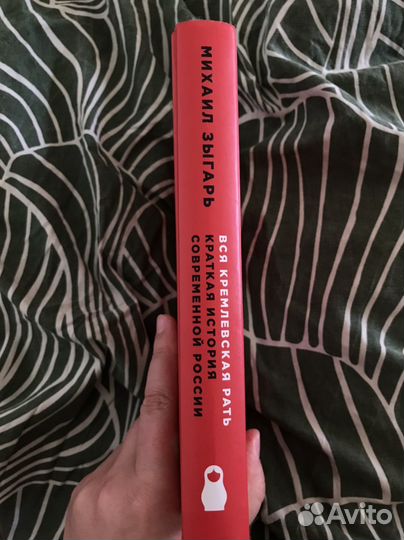 МИХАИЛ ЗЫГАРЬ
ВСЯ КРЕМЛЕВСКАЯ РАТЬ
КРАТКАЯ ИСТОРИЯ
СОВРЕМЕННОЙ РОССИИ
Avito